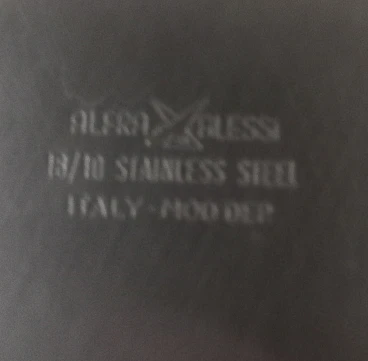 ALFRA ALESSI
18/10 STAINLESS STEEL
ITALY - MOD DEP